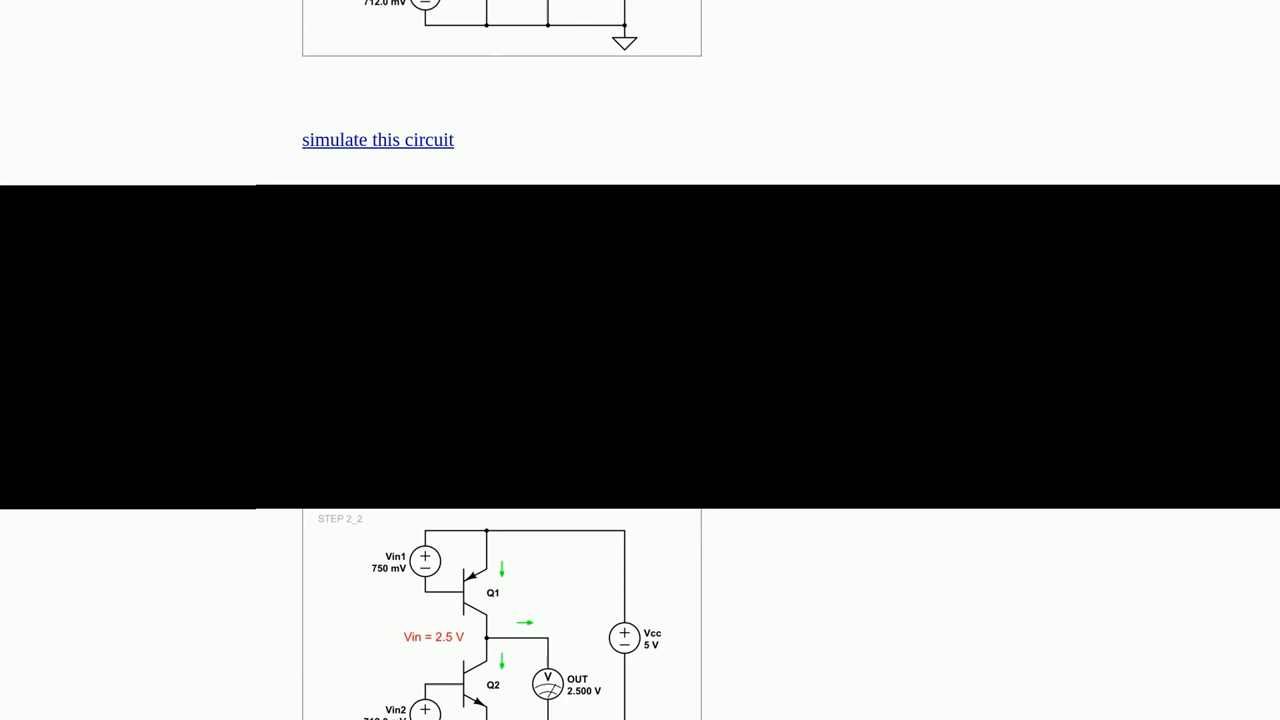 simulate this circuit
STEP 2_2
Vin1
750 mV
Q1
Vin = 2.5 V
Vcc
5 V
V
OUT
2.500 V
Q2
Vin2